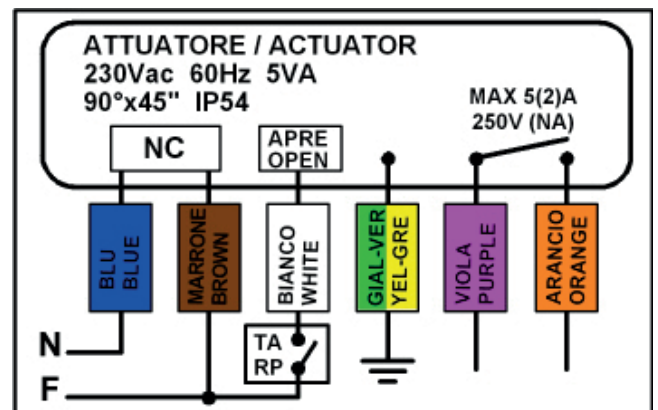 ATTUATORE / ACTUATOR
230Vac 60Hz 5VA
90°x45" IP54
MAX 5(2)A
250V (NA)
NC
APRE
OPEN
BLU
BLUE
MARRONE
BROWN
BIANCO
WHITE
GIAL-VER
YEL-GRE
VIOLA
PURPLE
ARANCIO
ORANGE
N
TA
RP
F